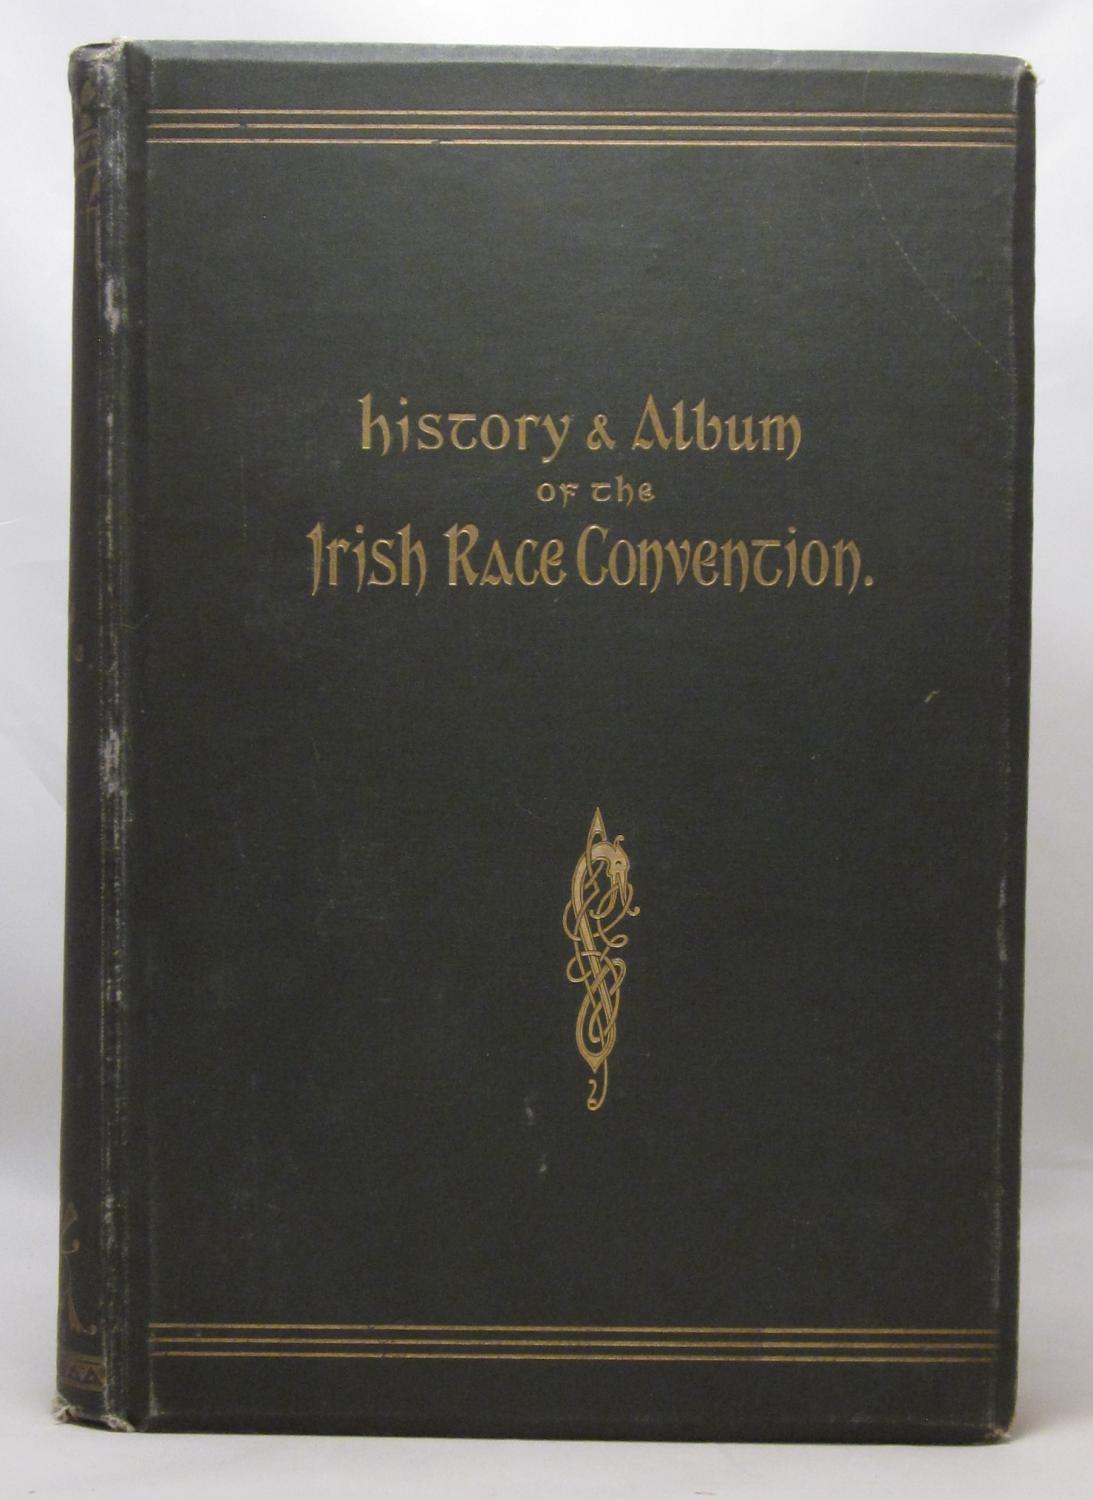 History & Album
of the
Irish Race Convention.